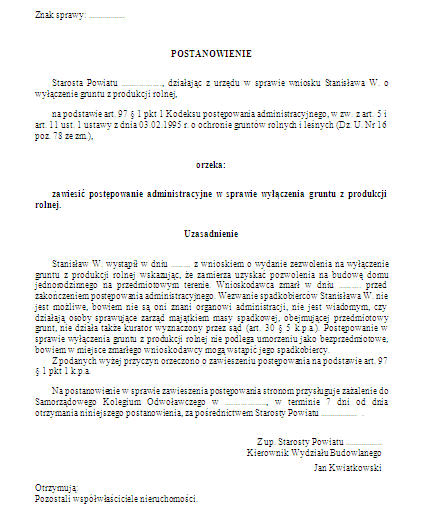 Znak sprawy: ..................
POSTANOWIENIE
Starosta Powiatu ...................., działając z urzędu w sprawie wniosku Stanisława W. o
wyłączenie gruntu z produkcji rolnej,
na podstawie art. 97 § 1 pkt 1 Kodeksu postępowania administracyjnego, w zw. z art. 5 i
art. 11 ust. 1 ustawy z dnia 03.02.1995 r. o ochronie gruntów rolnych i leśnych (Dz. U. Nr 16
poz. 78 ze zm.),
orzeka:
zawiesić postępowanie administracyjne w sprawie wyłączenia gruntu z produkcji
rolnej.
Uzasadnienie
Stanisław W. wystąpił w dniu .......... z wnioskiem o wydanie zezwolenia na wyłączenie
gruntu z produkcji rolnej wskazując, że zamierza uzyskać pozwolenia na budowę domu
jednorodzinnego na przedmiotowym terenie. Wnioskodawca zmarł w dniu ............ przed
zakończeniem postępowania administracyjnego. Wezwanie spadkobierców Stanisława W. nie
jest możliwe, bowiem nie są oni znani organowi administracji, nie jest wiadomym, czy
działają osoby sprawujące zarząd majątkiem masy spadkowej, obejmującej przedmiotowy
grunt, nie działa także kurator wyznaczony przez sąd (art. 30 § 5 k.p.a.). Postępowanie w
sprawie wyłączenia gruntu z produkcji rolnej nie podlega umorzeniu jako bezprzedmiotowe,
bowiem w miejsce zmarłego wnioskodawcy mogą wstąpić jego spadkobiercy.
Z podanych wyżej przyczyn orzeczono o zawieszeniu postępowania na podstawie art. 97
§ 1 pkt 1 k.p.a.
Na postanowienie w sprawie zawieszenia postępowania stronom przysługuje zażalenie do
Samorządowego Kolegium Odwoławczego w ...................., w terminie 7 dni od dnia
otrzymania niniejszego postanowienia, za pośrednictwem Starosty Powiatu .................. .
Z up. Starosty Powiatu ..................
Kierownik Wydziału Budowlanego
Jan Kwiatkowski
Otrzymują:
Pozostali współwłaściciele nieruchomości.